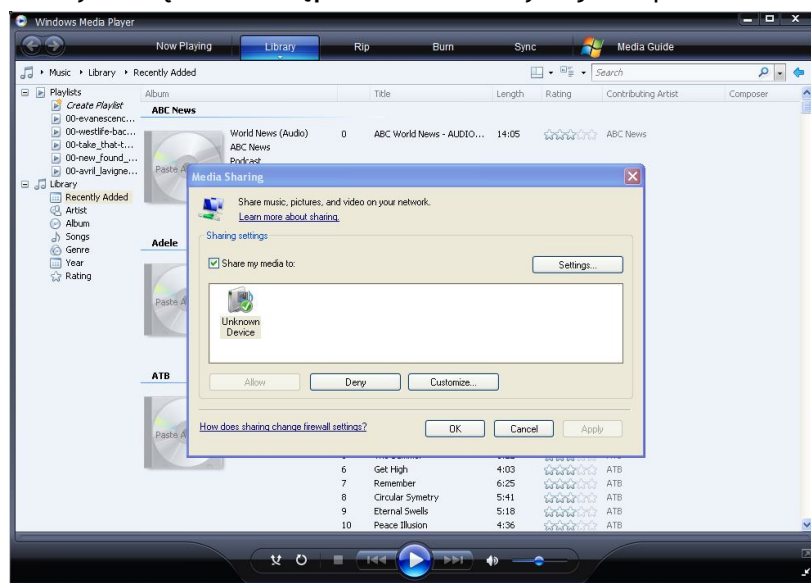 Windows Media Player
Now Playing
Library
Rip
Burn
Sync
Media Guide
Music ▸ Library ▸ Recently Added
Search
Playlists
Create Playlist
00-evanescenc...
00-westlife-bac...
00-take_that-t...
00-new_found_...
00-avril_lavigne...
Library
Recently Added
Artist
Album
Songs
Genre
Year
Rating
Album
Title
Length
Rating
Contributing Artist
Composer
ABC News
World News (Audio)
ABC News
Podcast
0 ABC World News - AUDIO... 14:05 ABC News
Paste A
Media Sharing
Share music, pictures, and video on your network.
Learn more about sharing.
Sharing settings
Share my media to:
Settings...
Unknown
Device
Allow
Deny
Customize...
How does sharing change firewall settings?
OK
Cancel
Apply
Adele
Paste A
ATB
Paste A
6 Get High 4:03 ATB
7 Remember 6:25 ATB
8 Circular Symetry 5:41 ATB
9 Eternal Swells 5:18 ATB
10 Peace Illusion 4:36 ATB